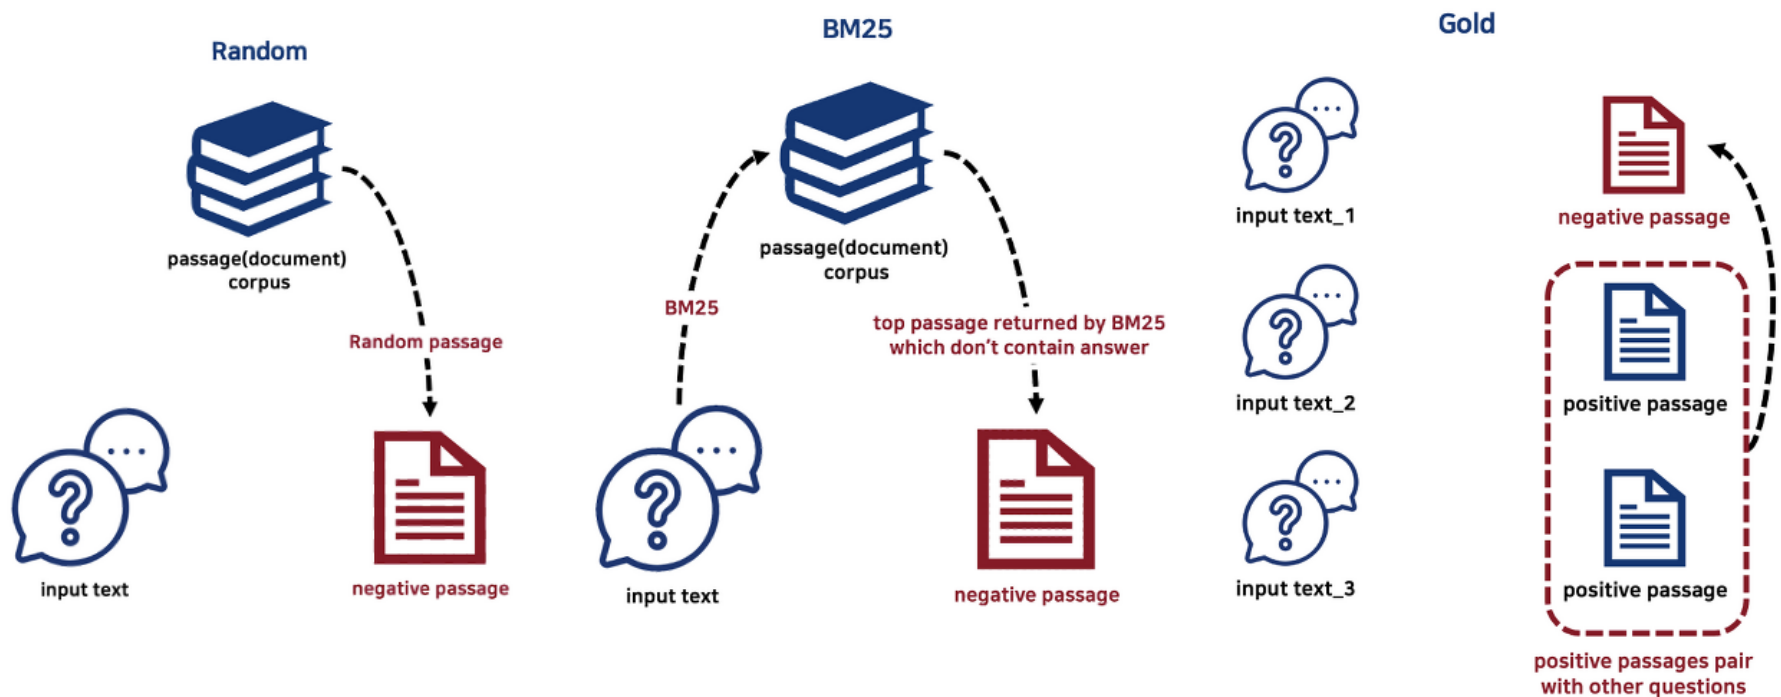 Random
passage(document)
corpus
Random passage
input text
negative passage
BM25
passage(document)
corpus
BM25
top passage returned by BM25
which don't contain answer
input text
negative passage
Gold
input text_1
negative passage
input text_2
positive passage
input text_3
positive passage
positive passages pair
with other questions